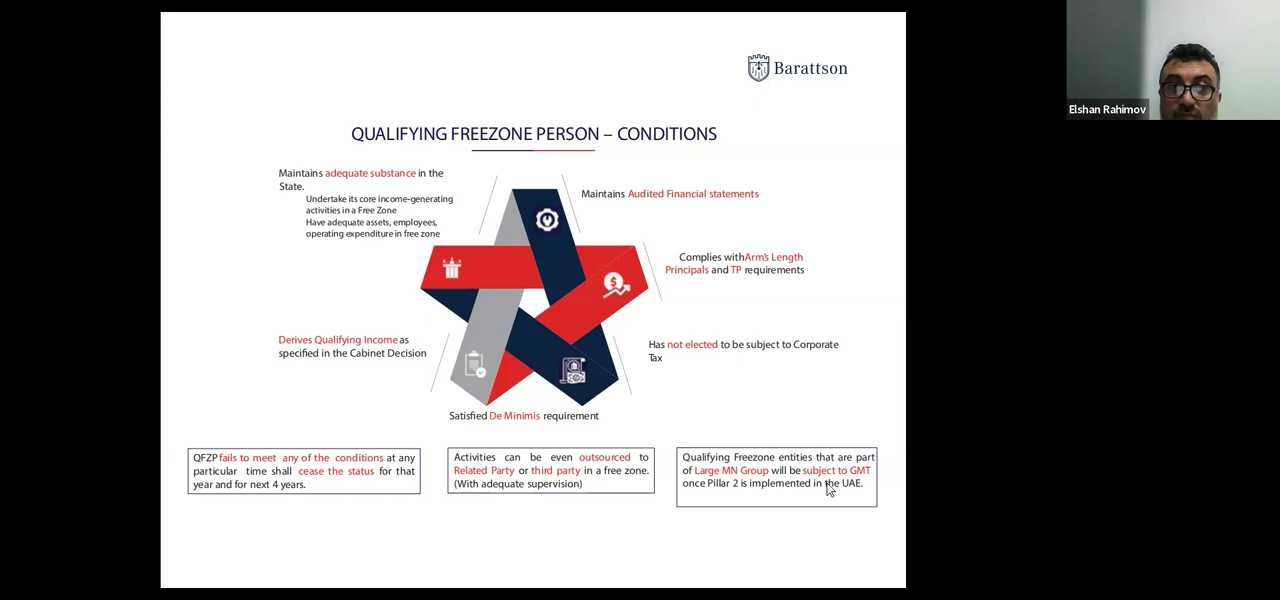 Barattson
Elshan Rahimov
QUALIFYING FREEZONE PERSON – CONDITIONS
Maintains adequate substance in the
State.
Undertake its core income-generating
activities in a Free Zone
Have adequate assets, employees,
operating expenditure in free zone
Maintains Audited Financial statements
Complies withArm's Length
Principals and TP requirements
Derives Qualifying Income as
specified in the Cabinet Decision
Has not elected to be subject to Corporate
Tax
Satisfied De Minimis requirement
QFZP fails to meet any of the conditions at any
particular time shall cease the status for that
year and for next 4 years.
Activities can be even outsourced to
Related Party or third party in a free zone.
(With adequate supervision)
Qualifying Freezone entities that are part
of Large MN Group will be subject to GMT
once Pillar 2 is implemented in the UAE.